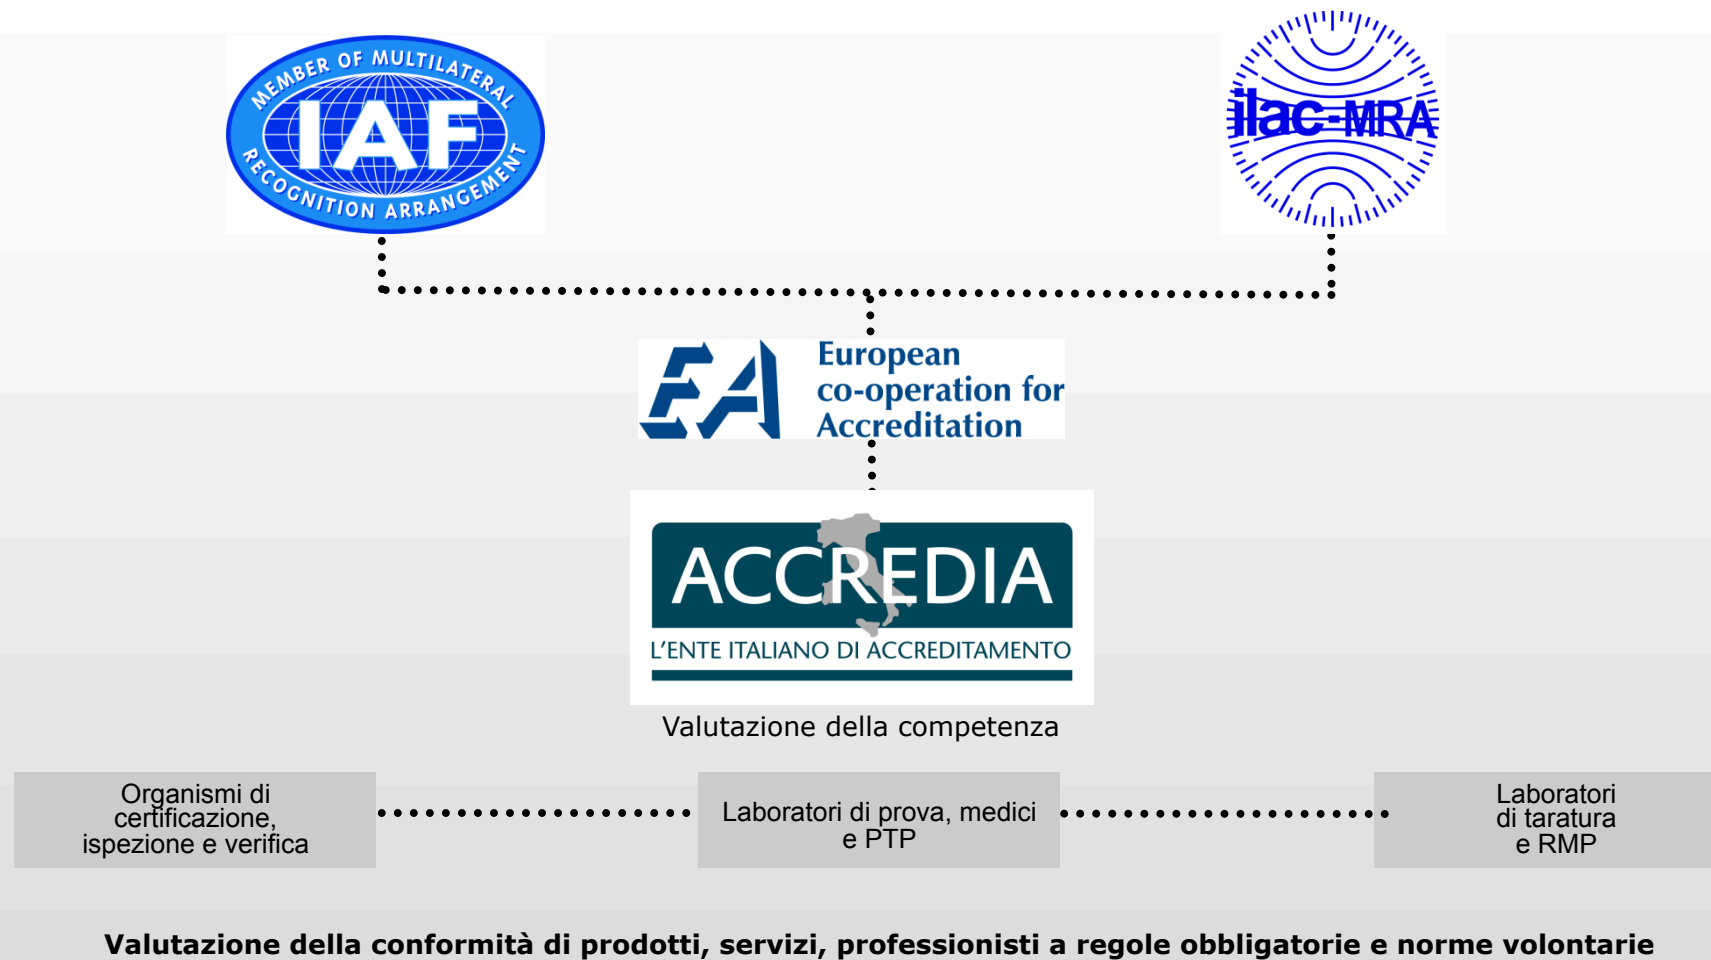 MEMBER OF MULTILATERAL
IAF
RECOGNITION ARRANGEMENT
ilac-MRA
EA
European
co-operation for
Accreditation
ACCREDIA
L'ENTE ITALIANO DI ACCREDITAMENTO
Valutazione della competenza
Organismi di
certificazione,
ispezione e verifica
Laboratori di prova, medici
e PTP
Laboratori
di taratura
e RMP
Valutazione della conformità di prodotti, servizi, professionisti a regole obbligatorie e norme volontarie